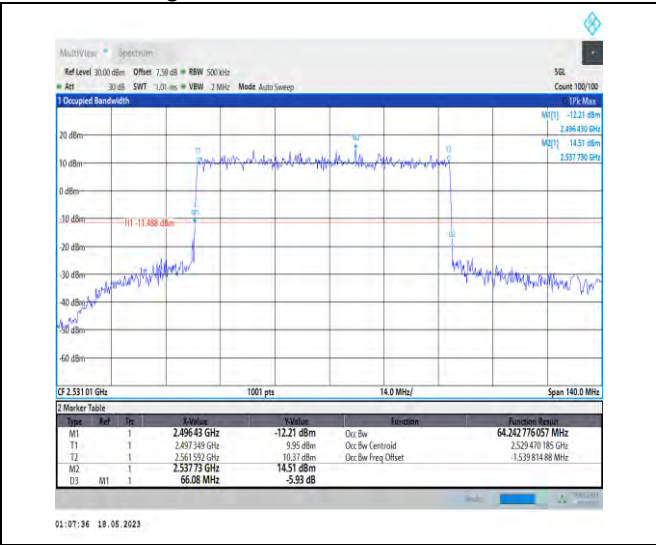 MultiView Spectrum
Ref Level 30.00 dBm Offset 7.59 dB RBW 500 kHz SGL
Att 30 dB SWT 1.01 ms VBW 2 MHz Mode Auto Sweep Count 100/100
1 Occupied Bandwidth 1Pk Max
M1[1] -12.21 dBm
2.496 430 GHz
M2[1] 14.51 dBm
2.537 730 GHz
20 dBm
M2
T1 T2
10 dBm
0 dBm
M1
-10 dBm
H1 -11.488 dBm
-20 dBm
-30 dBm
-40 dBm
-50 dBm
-60 dBm
CF 2.531 01 GHz 1001 pts 14.0 MHz/ Span 140.0 MHz
2 Marker Table
Type Ref Trc X-Value Y-Value Function Function Result
M1 1 2.496 43 GHz -12.21 dBm Occ Bw 64.242 776 057 MHz
T1 1 2.497 349 GHz 9.95 dBm Occ Bw Centroid 2.529 470 185 GHz
T2 1 2.561 592 GHz 10.37 dBm Occ Bw Freq Offset -1.539 814 88 MHz
M2 1 2.537 73 GHz 14.51 dBm
D3 M1 1 66.08 MHz -5.93 dB
01:07:36 18.05.2023